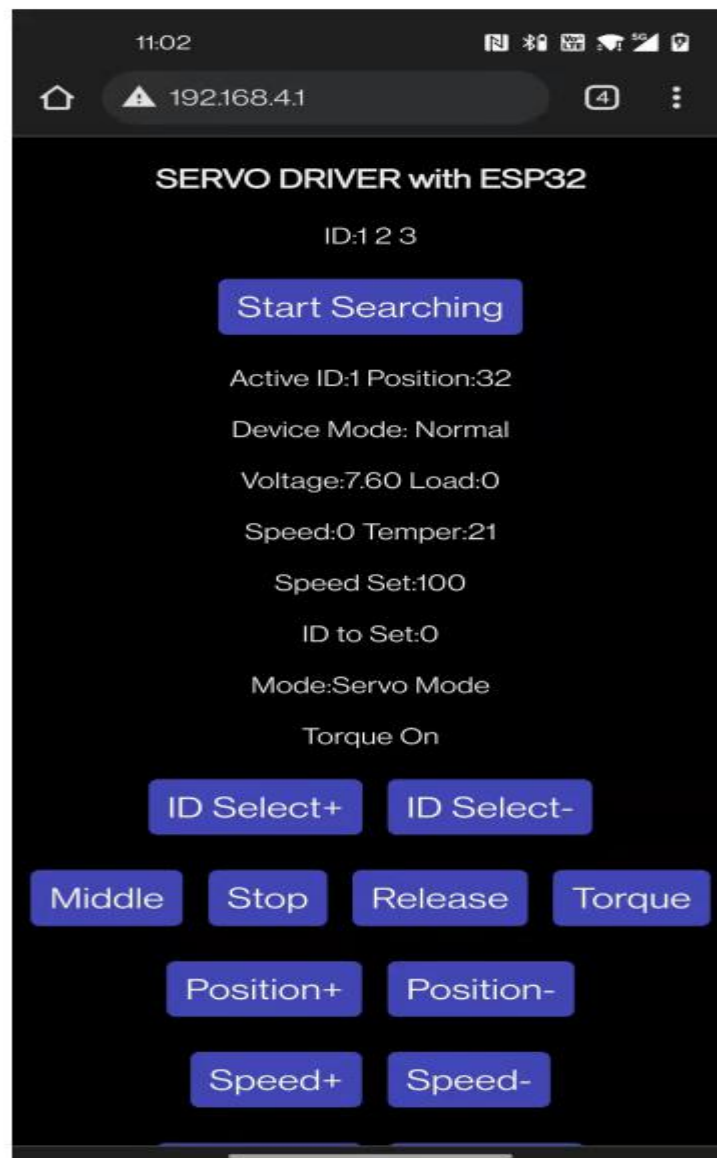 11:02
Vo LTE 5G
192.168.4.1 4
SERVO DRIVER with ESP32
ID:1 2 3
Start Searching
Active ID:1 Position:32
Device Mode: Normal
Voltage:7.60 Load:0
Speed:0 Temper:21
Speed Set:100
ID to Set:0
Mode:Servo Mode
Torque On
ID Select+ ID Select-
Middle Stop Release Torque
Position+ Position-
Speed+ Speed-